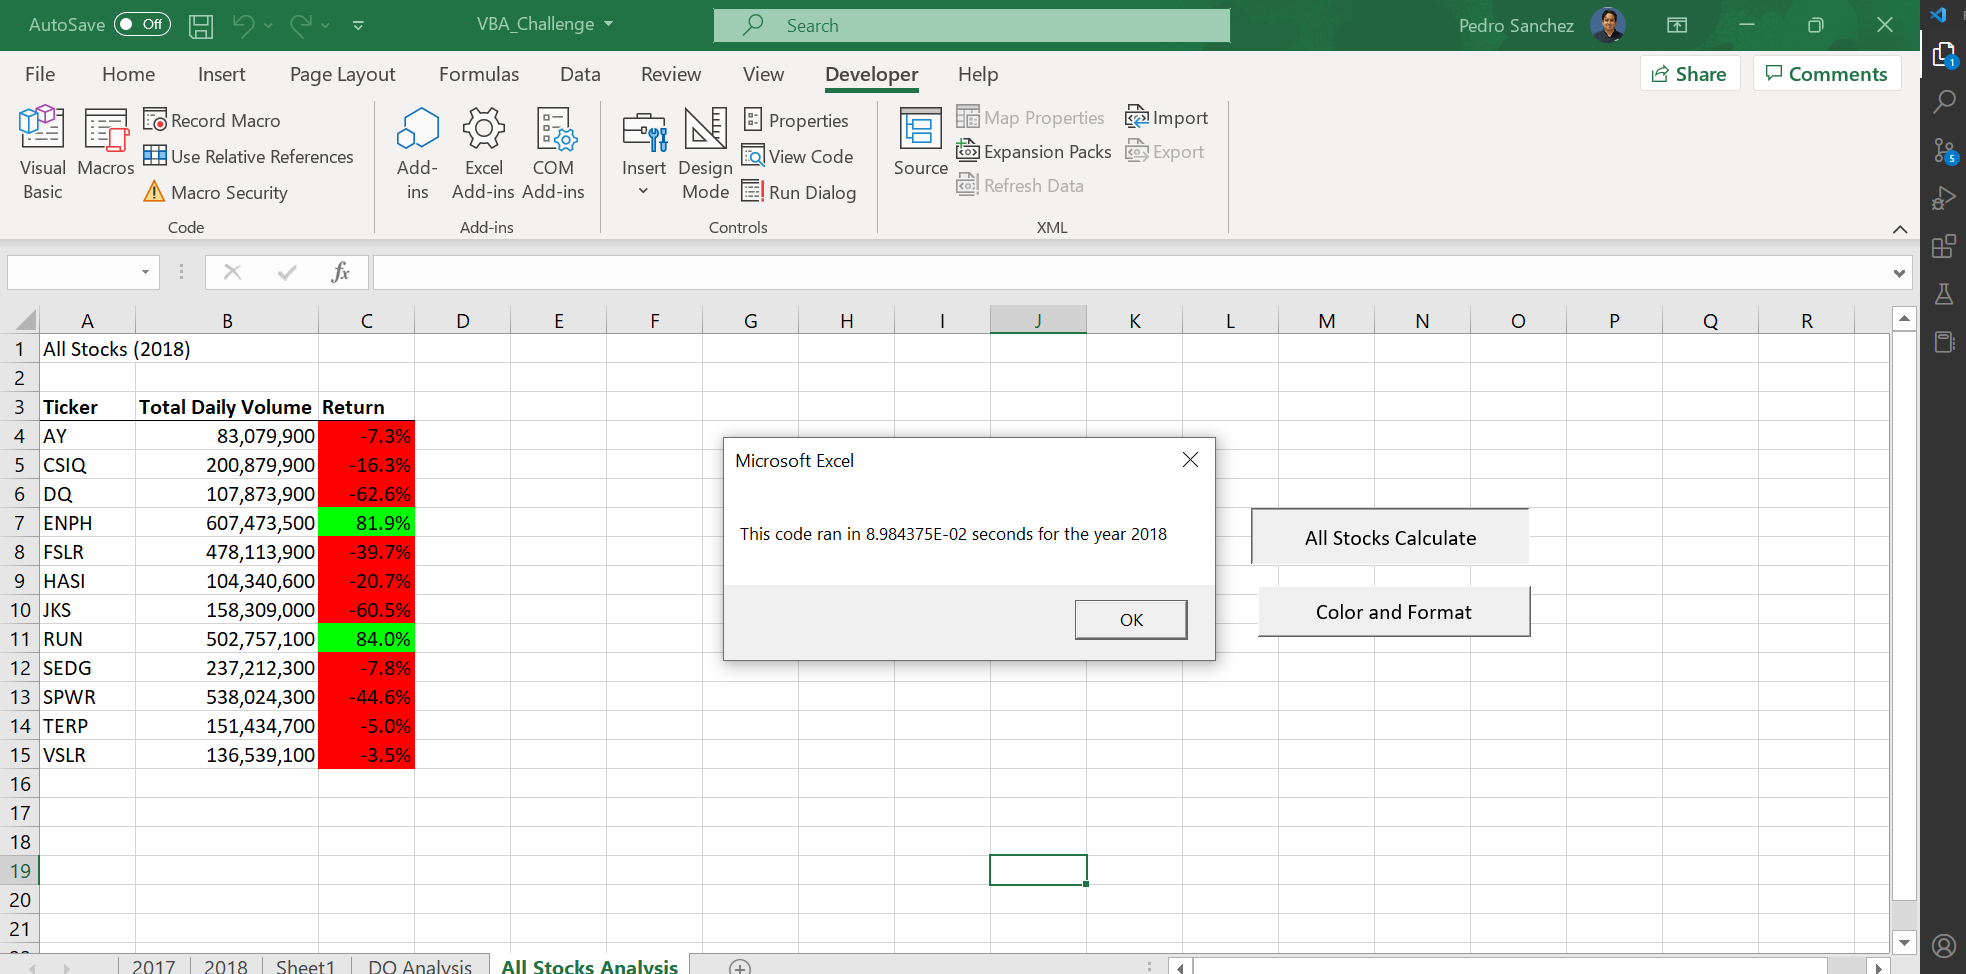 AutoSave Off VBA_Challenge Search Pedro Sanchez
File Home Insert Page Layout Formulas Data Review View Developer Help Share Comments
Visual Basic
Macros
Record Macro
Use Relative References
Macro Security
Code
Add-ins
Excel Add-ins
COM Add-ins
Add-ins
Insert
Design Mode
Properties
View Code
Run Dialog
Controls
Source
Map Properties
Expansion Packs
Refresh Data
Import
Export
XML
fx
A B C D E F G H I J K L M N O P Q R
1 All Stocks (2018)
2
3 Ticker Total Daily Volume Return
4 AY 83,079,900 -7.3%
5 CSIQ 200,879,900 -16.3%
6 DQ 107,873,900 -62.6%
7 ENPH 607,473,500 81.9%
8 FSLR 478,113,900 -39.7%
9 HASI 104,340,600 -20.7%
10 JKS 158,309,000 -60.5%
11 RUN 502,757,100 84.0%
12 SEDG 237,212,300 -7.8%
13 SPWR 538,024,300 -44.6%
14 TERP 151,434,700 -5.0%
15 VSLR 136,539,100 -3.5%
16
17
18
19
20
21
Microsoft Excel
This code ran in 8.984375E-02 seconds for the year 2018
OK
All Stocks Calculate
Color and Format
2017 2018 Sheet1 DQ Analysis All Stocks Analysis
1
5